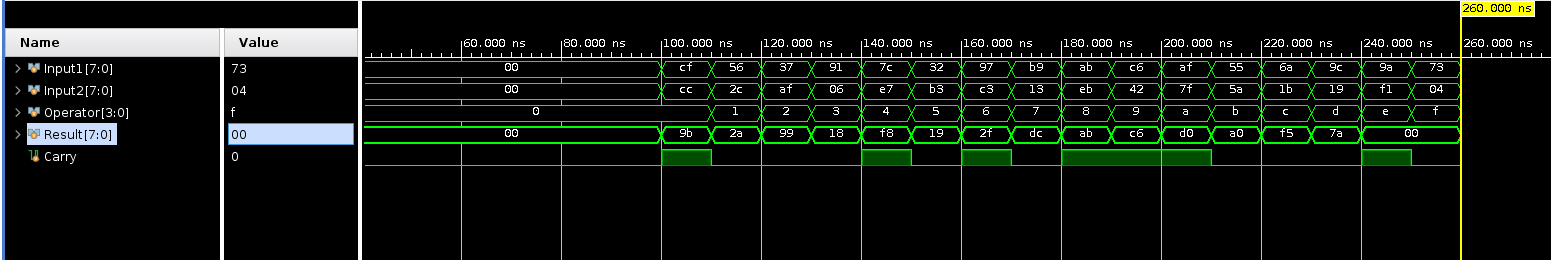 260.000 ns
Name Value
60.000 ns 80.000 ns 100.000 ns 120.000 ns 140.000 ns 160.000 ns 180.000 ns 200.000 ns 220.000 ns 240.000 ns 260.000 ns
Input1[7:0] 73 00 cf 56 37 91 7c 32 97 b9 ab c6 af 55 6a 9c 9a 73
Input2[7:0] 04 00 cc 2c af 06 e7 b3 c3 13 eb 42 7f 5a 1b 19 f1 04
Operator[3:0] f 0 1 2 3 4 5 6 7 8 9 a b c d e f
Result[7:0] 00 00 9b 2a 99 18 f8 19 2f dc ab c6 d0 a0 f5 7a 00
Carry 0